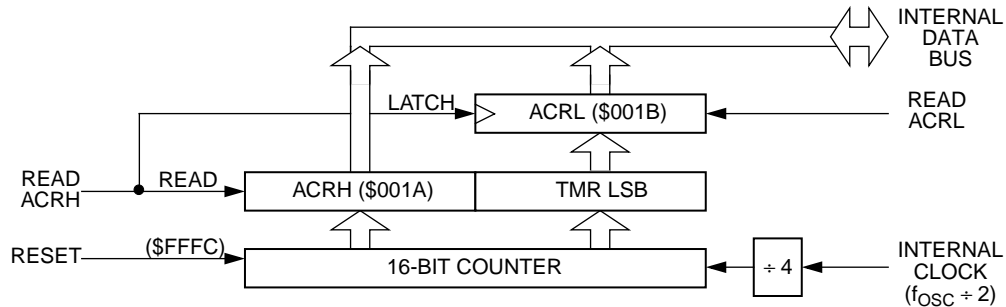 INTERNAL
DATA
BUS
LATCH
ACRL ($001B)
READ
ACRL
READ
ACRH
READ
ACRH ($001A)
TMR LSB
RESET
($FFFC)
16-BIT COUNTER
÷ 4
INTERNAL
CLOCK
(fOSC ÷ 2)